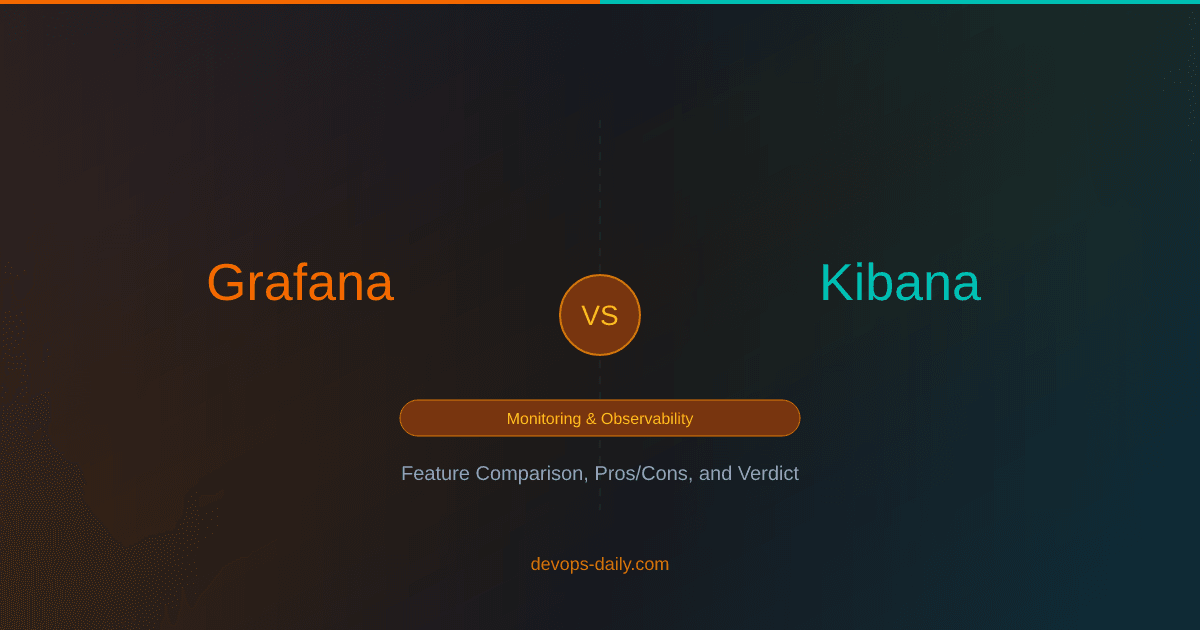 Grafana
VS
Kibana
Monitoring & Observability
Feature Comparison, Pros/Cons, and Verdict
devops-daily.com